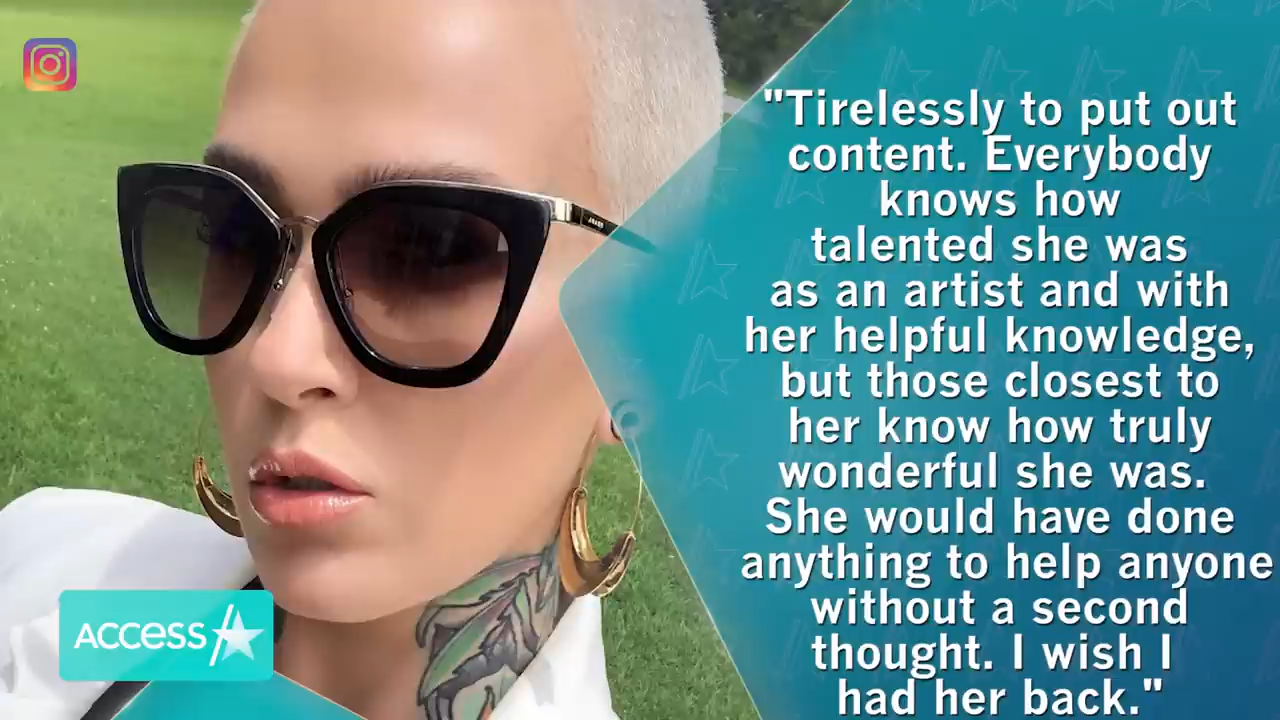 "Tirelessly to put out
content. Everybody
knows how
talented she was
as an artist and with
her helpful knowledge,
but those closest to
her know how truly
wonderful she was.
She would have done
anything to help anyone
without a second
thought. I wish I
had her back."
ACCESS